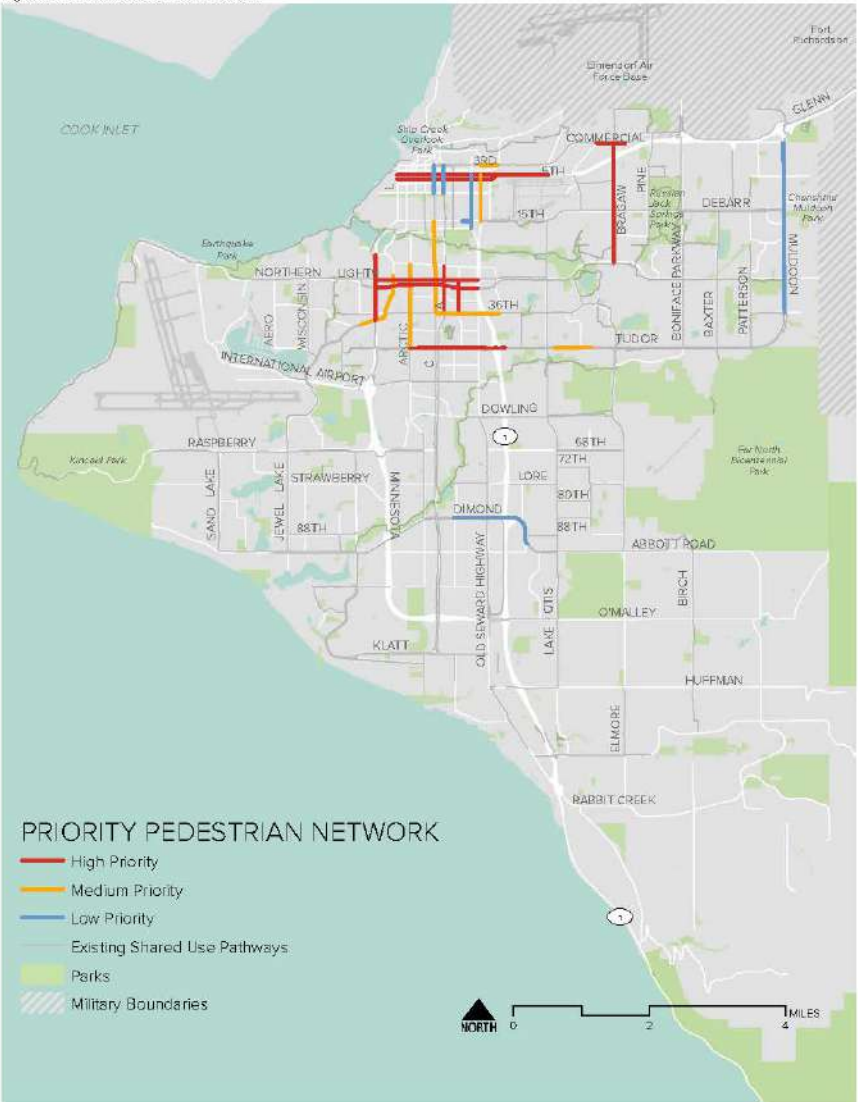 Fort
Richardson
Elmendorf Air
Force Base
GLENN
COOK INLET
Ship Creek
Overlook
Park
COMMERCIAL
3RD
5TH
L
PINE
BRAGAW
Russian
Jack
Springs
Park
DEBARR
Chanshtnu
Muldoon
Park
15TH
Earthquake
Park
MULDOON
NORTHERN LIGHTS
BONIFACE PARKWAY
WISCONSIN
AERO
A
36TH
BAXTER
PATTERSON
ARCTIC
TUDOR
INTERNATIONAL AIRPORT
C
DOWLING
1
RASPBERRY
68TH
Kincaid Park
72TH
Far North
Bicentennial
Park
SAND LAKE
JEWEL LAKE
STRAWBERRY
MINNESOTA
LORE
80TH
DIMOND
88TH
88TH
ABBOTT ROAD
OLD SEWARD HIGHWAY
LAKE OTIS
BIRCH
O'MALLEY
KLATT
HUFFMAN
ELMORE
RABBIT CREEK
PRIORITY PEDESTRIAN NETWORK
High Priority
Medium Priority
Low Priority
1
Existing Shared Use Pathways
Parks
Military Boundaries
NORTH
0
2
4
MILES